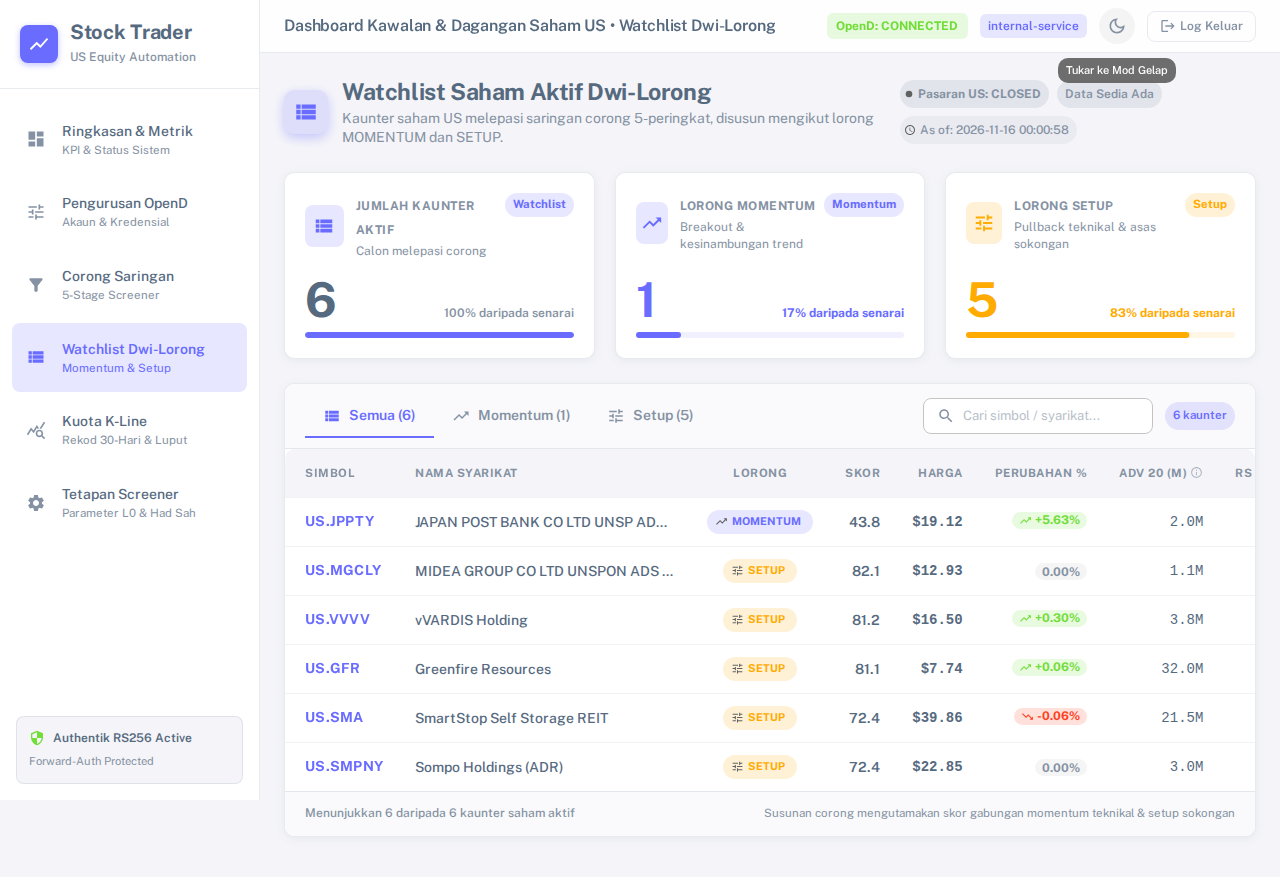 Stock Trader
US Equity Automation
Ringkasan & Metrik
KPI & Status Sistem
Pengurusan OpenD
Akaun & Kredensial
Corong Saringan
5-Stage Screener
Watchlist Dwi-Lorong
Momentum & Setup
Kuota K-Line
Rekod 30-Hari & Luput
Tetapan Screener
Parameter L0 & Had Sah
Authentik RS256 Active
Forward-Auth Protected
Dashboard Kawalan & Dagangan Saham US • Watchlist Dwi-Lorong
OpenD: CONNECTED
internal-service
Log Keluar
Tukar ke Mod Gelap
Watchlist Saham Aktif Dwi-Lorong
Kaunter saham US melepasi saringan corong 5-peringkat, disusun mengikut lorong
MOMENTUM dan SETUP.
Pasaran US: CLOSED
Data Sedia Ada
As of: 2026-11-16 00:00:58
JUMLAH KAUNTER
AKTIF
Calon melepasi corong
Watchlist
6
100% daripada senarai
LORONG MOMENTUM
Breakout &
kesinambungan trend
Momentum
1
17% daripada senarai
LORONG SETUP
Pullback teknikal & asas
sokongan
Setup
5
83% daripada senarai
Semua (6)
Momentum (1)
Setup (5)
Cari simbol / syarikat...
6 kaunter
SIMBOL NAMA SYARIKAT LORONG SKOR HARGA PERUBAHAN % ADV 20 (M) RS
US.JPPTY JAPAN POST BANK CO LTD UNSP AD... MOMENTUM 43.8 $19.12 +5.63% 2.0M
US.MGCLY MIDEA GROUP CO LTD UNSPON ADS ... SETUP 82.1 $12.93 0.00% 1.1M
US.VVVV vVARDIS Holding SETUP 81.2 $16.50 +0.30% 3.8M
US.GFR Greenfire Resources SETUP 81.1 $7.74 +0.06% 32.0M
US.SMA SmartStop Self Storage REIT SETUP 72.4 $39.86 -0.06% 21.5M
US.SMPNY Sompo Holdings (ADR) SETUP 72.4 $22.85 0.00% 3.0M
Menunjukkan 6 daripada 6 kaunter saham aktif
Susunan corong mengutamakan skor gabungan momentum teknikal & setup sokongan